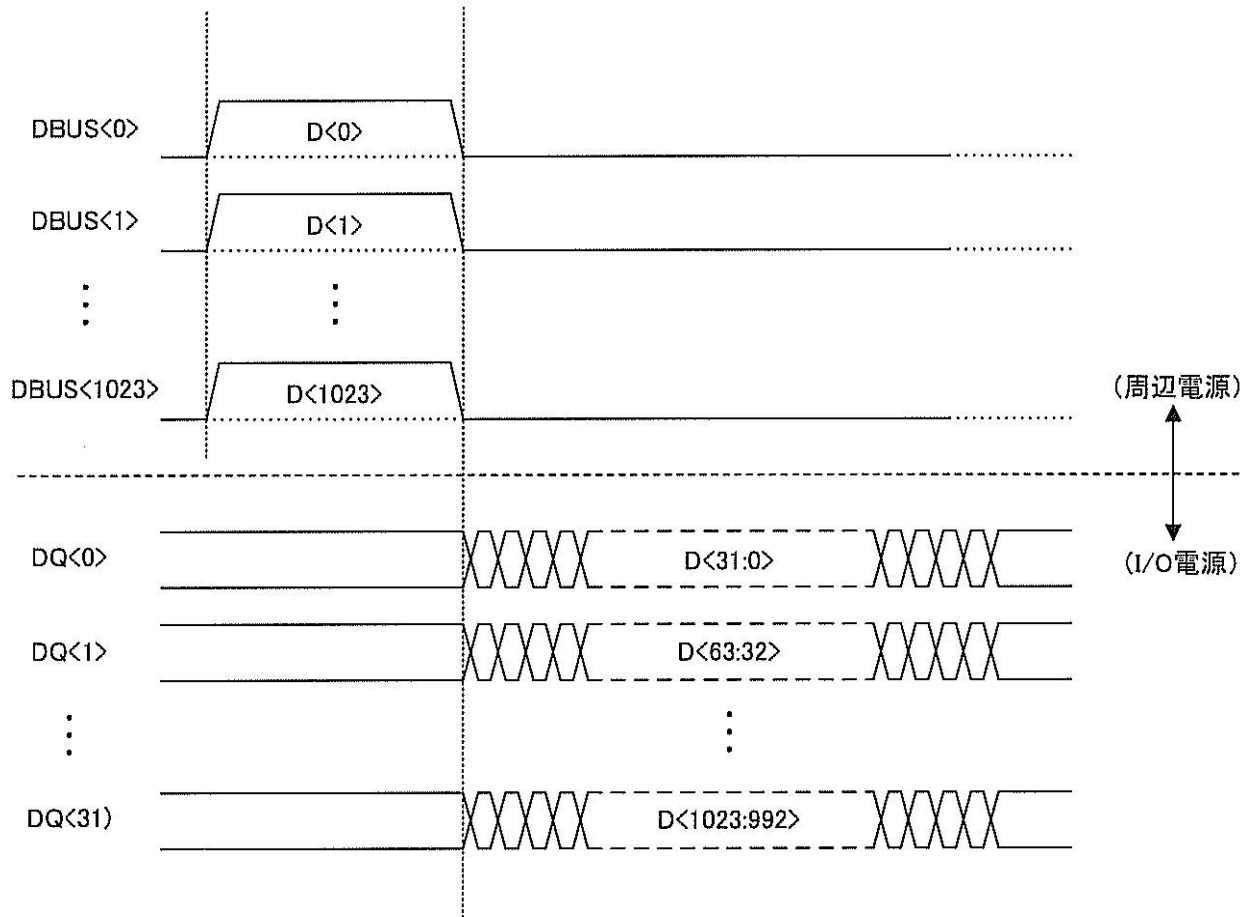 DBUS<0>
D<0>
DBUS<1>
D<1>
DBUS<1023>
D<1023>
(周辺電源)
(I/O電源)
DQ<0>
D<31:0>
DQ<1>
D<63:32>
DQ<31)
D<1023:992>